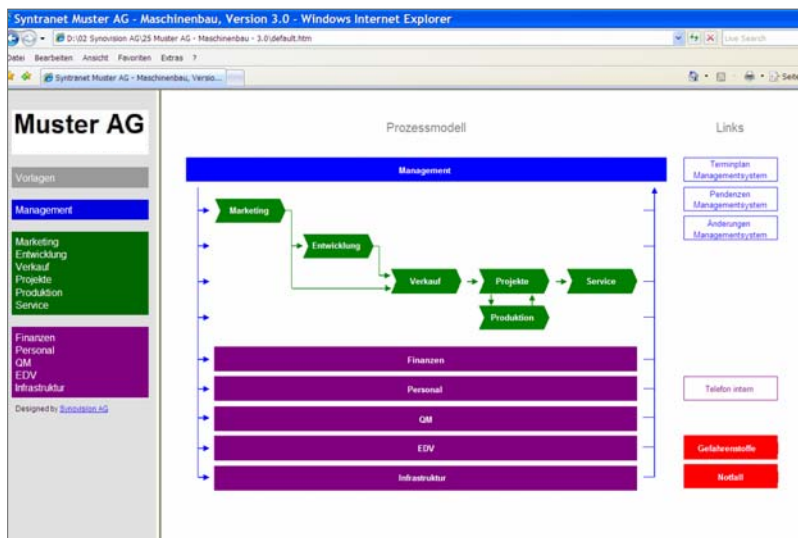 Syntranet Muster AG - Maschinenbau, Version 3.0 - Windows Internet Explorer
D:\02 Synovision AG\25 Muster AG - Maschinenbau - 3.0\default.htm
Live Search
Datei Bearbeiten Ansicht Favoriten Extras ?
Syntranet Muster AG - Maschinenbau, Versio...
Seite
Muster AG
Vorlagen
Management
Marketing
Entwicklung
Verkauf
Projekte
Produktion
Service
Finanzen
Personal
QM
EDV
Infrastruktur
Designed by Synovision AG
Prozessmodell
Management
Marketing
Entwicklung
Verkauf
Projekte
Service
Produktion
Finanzen
Personal
QM
EDV
Infrastruktur
Links
Terminplan
Managementsystem
Pendenzen
Managementsystem
Änderungen
Managementsystem
Telefon intern
Gefahrenstoffe
Notfall